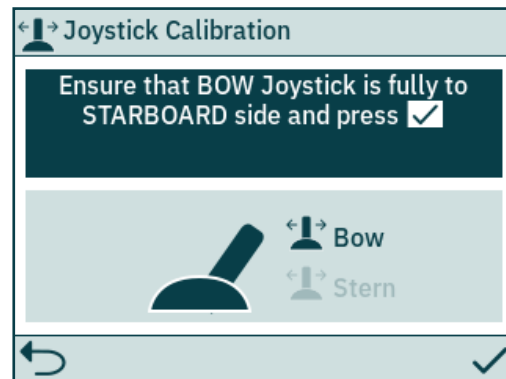 Joystick Calibration
Ensure that BOW Joystick is fully to
STARBOARD side and press
Bow
Stern